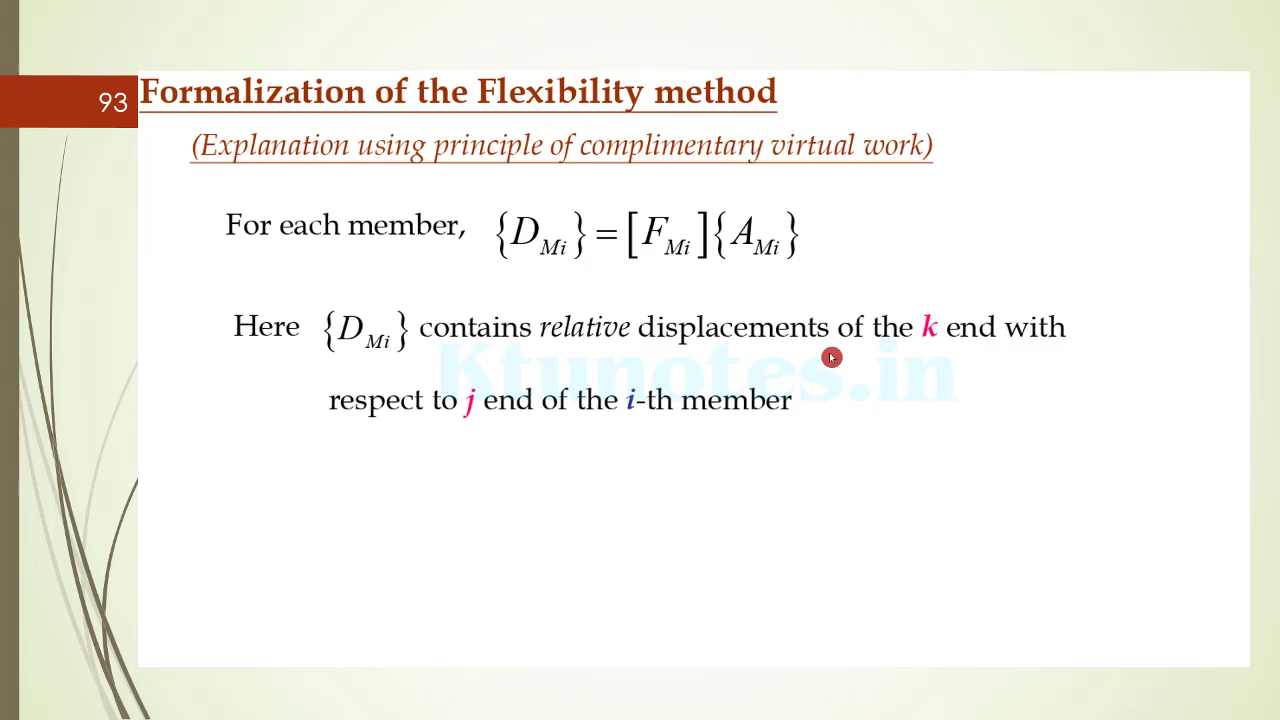 93
Formalization of the Flexibility method
(Explanation using principle of complimentary virtual work)
For each member, {D_Mi} = [F_Mi]{A_Mi}
Here {D_Mi} contains relative displacements of the k end with
Ktunotes.in
respect to j end of the i-th member